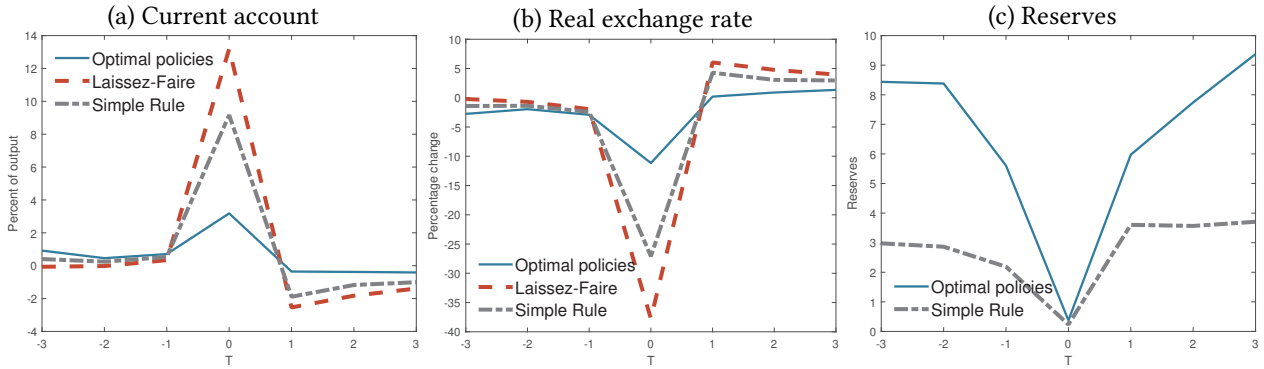 (a) Current account
Percent of output
14
12
10
8
6
4
2
0
-2
-4
Optimal policies
Laissez-Faire
Simple Rule
-3 -2 -1 0 1 2 3
T
(b) Real exchange rate
Percentage change
10
5
0
-5
-10
-15
-20
-25
-30
-35
-40
Optimal policies
Laissez-Faire
Simple Rule
-3 -2 -1 0 1 2 3
T
(c) Reserves
Reserves
10
9
8
7
6
5
4
3
2
1
0
Optimal policies
Simple Rule
-3 -2 -1 0 1 2 3
T